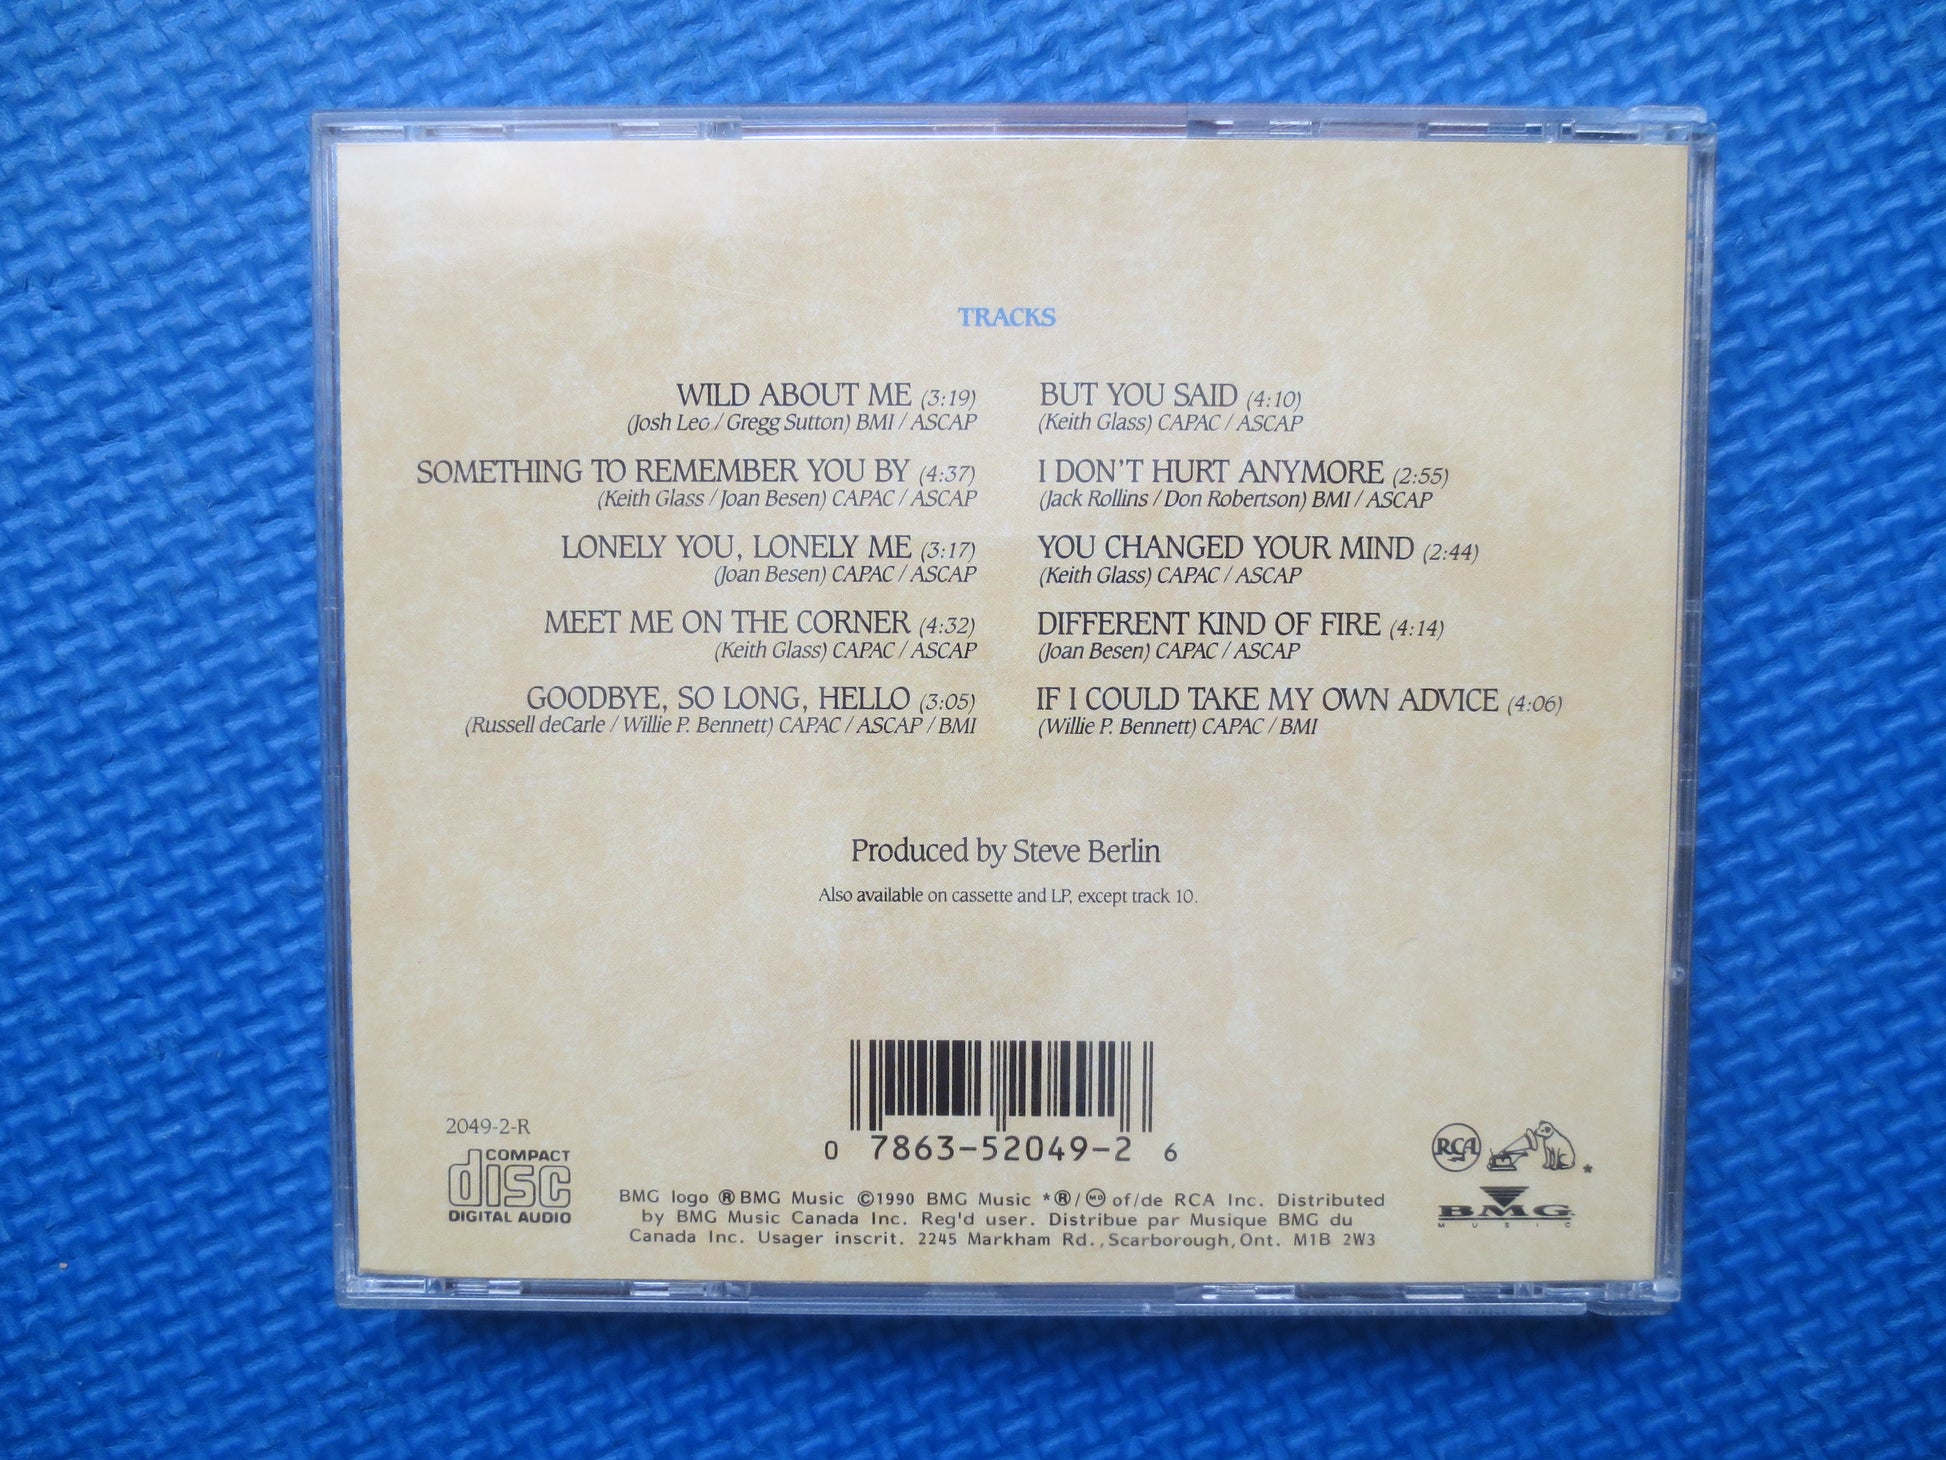 TRACKS
WILD ABOUT ME (3:19)
(Josh Leo / Gregg Sutton) BMI / ASCAP
SOMETHING TO REMEMBER YOU BY (4:37)
(Keith Glass / Joan Besen) CAPAC / ASCAP
LONELY YOU, LONELY ME (3:17)
(Joan Besen) CAPAC / ASCAP
MEET ME ON THE CORNER (4:32)
(Keith Glass) CAPAC / ASCAP
GOODBYE, SO LONG, HELLO (3:05)
(Russell deCarle / Willie P. Bennett) CAPAC / ASCAP / BMI
BUT YOU SAID (4:10)
(Keith Glass) CAPAC / ASCAP
I DON'T HURT ANYMORE (2:55)
(Jack Rollins / Don Robertson) BMI / ASCAP
YOU CHANGED YOUR MIND (2:44)
(Keith Glass) CAPAC / ASCAP
DIFFERENT KIND OF FIRE (4:14)
(Joan Besen) CAPAC / ASCAP
IF I COULD TAKE MY OWN ADVICE (4:06)
(Willie P. Bennett) CAPAC / BMI
Produced by Steve Berlin
Also available on cassette and LP, except track 10.
2049-2-R
COMPACT
disc
DIGITAL AUDIO
0 7863-52049-2 6
BMG logo ® BMG Music ©1990 BMG Music *®/MD of/de RCA Inc. Distributed
by BMG Music Canada Inc. Reg'd user. Distribue par Musique BMG du
Canada Inc. Usager inscrit. 2245 Markham Rd., Scarborough, Ont. M1B 2W3
RCA *
BMG
MUSIC